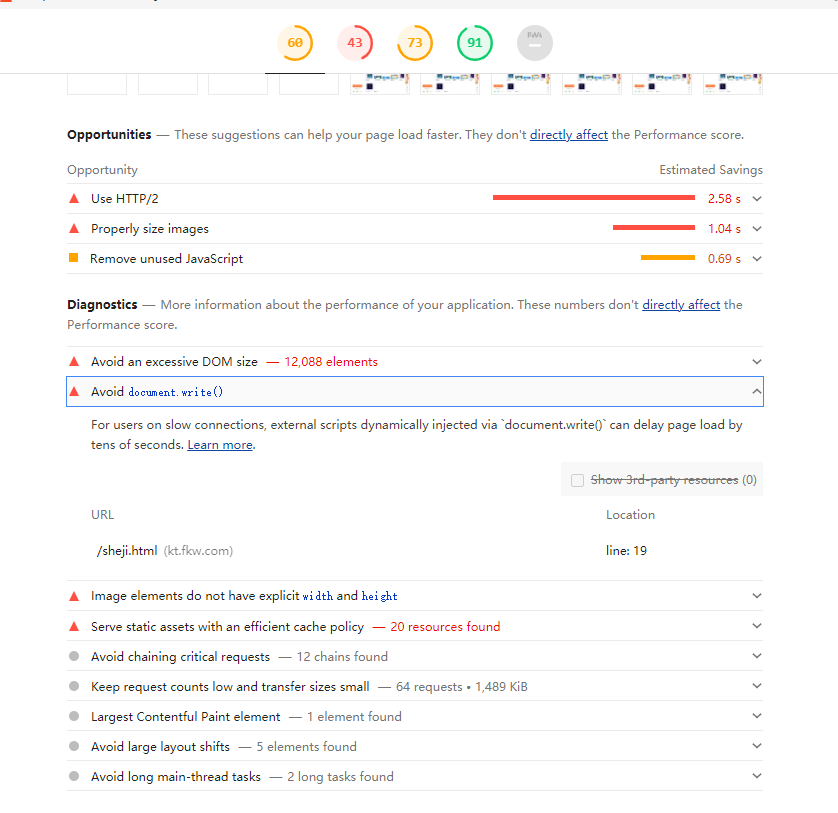 60 43 73 91 PWA
Opportunities — These suggestions can help your page load faster. They don't directly affect the Performance score.
Opportunity Estimated Savings
Use HTTP/2 2.58 s
Properly size images 1.04 s
Remove unused JavaScript 0.69 s
Diagnostics — More information about the performance of your application. These numbers don't directly affect the
Performance score.
Avoid an excessive DOM size — 12,088 elements
Avoid document.write()
For users on slow connections, external scripts dynamically injected via `document.write()` can delay page load by
tens of seconds. Learn more.
Show 3rd-party resources (0)
URL Location
/sheji.html (kt.fkw.com) line: 19
Image elements do not have explicit width and height
Serve static assets with an efficient cache policy — 20 resources found
Avoid chaining critical requests — 12 chains found
Keep request counts low and transfer sizes small — 64 requests • 1,489 KiB
Largest Contentful Paint element — 1 element found
Avoid large layout shifts — 5 elements found
Avoid long main-thread tasks — 2 long tasks found